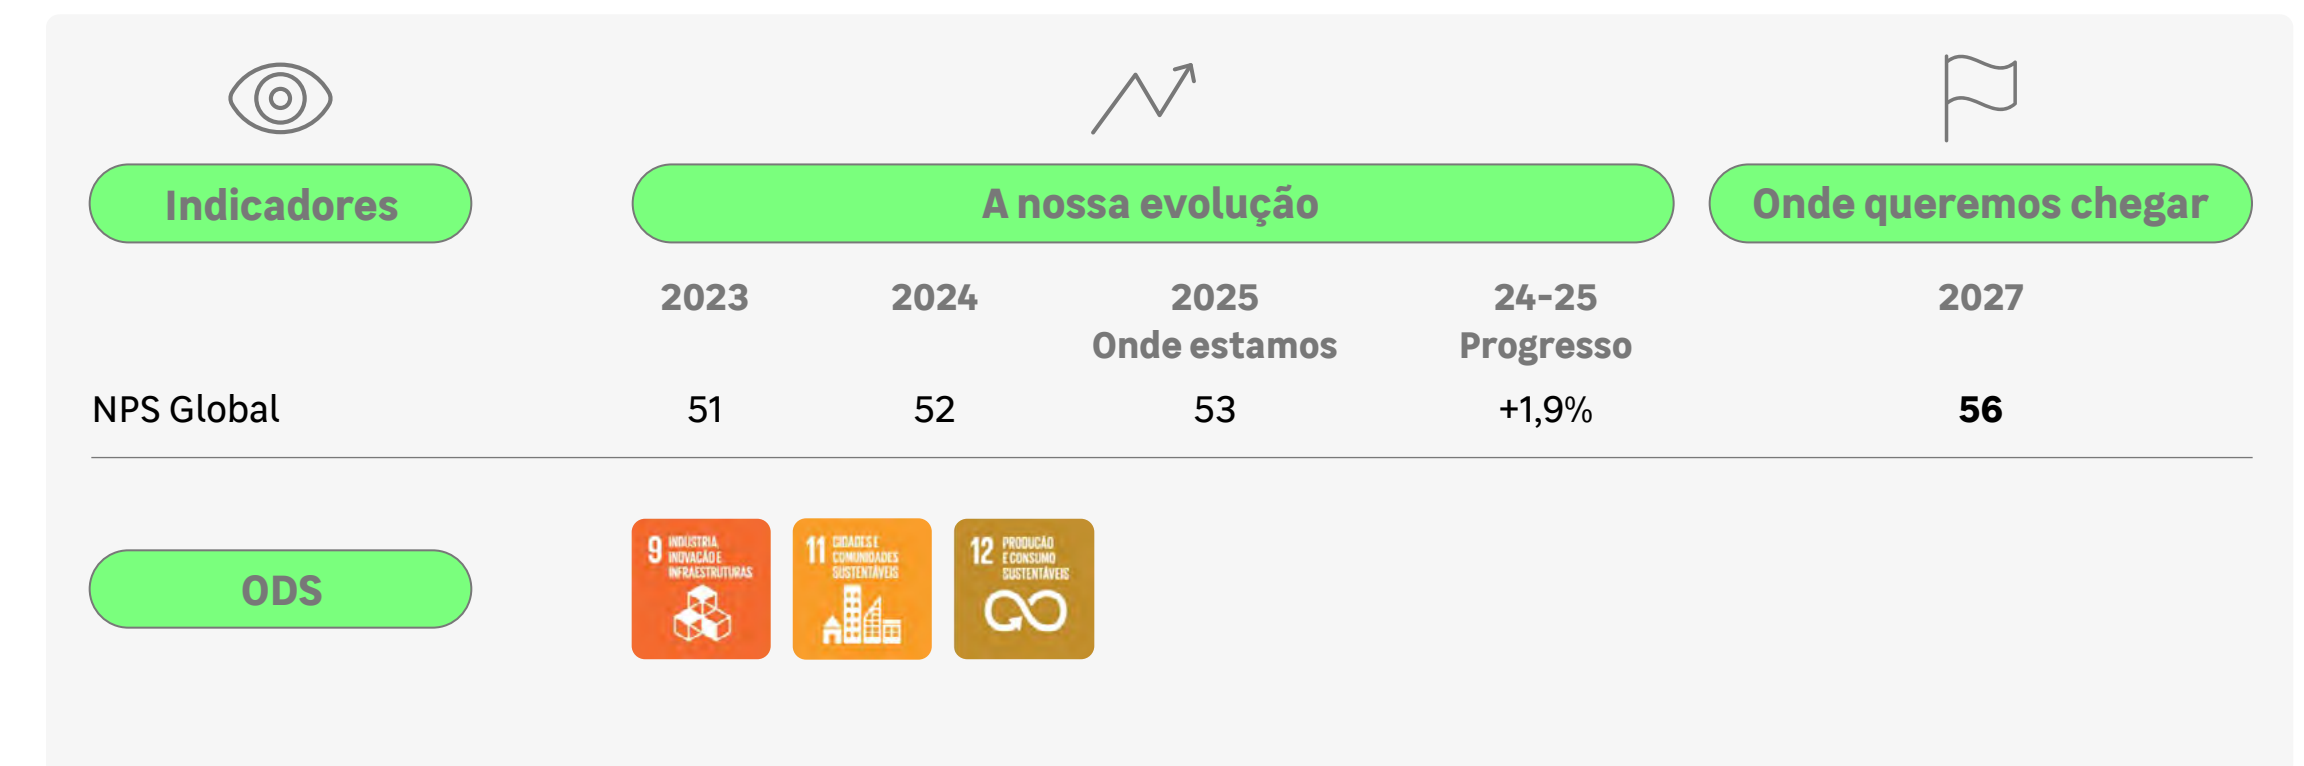 Indicadores
A nossa evolução
Onde queremos chegar
2023 2024 2025 24-25 2027
Onde estamos Progresso
NPS Global 51 52 53 +1,9% 56
ODS
9 INDÚSTRIA, INOVAÇÃO E INFRAESTRUTURAS
11 CIDADES E COMUNIDADES SUSTENTÁVEIS
12 PRODUÇÃO E CONSUMO SUSTENTÁVEIS